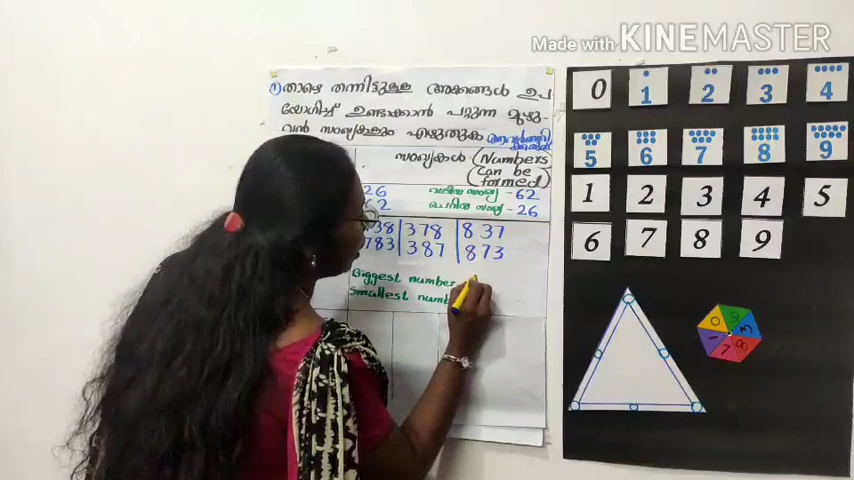 Made with KINEMASTER
① താഴെ തന്നിട്ടുള്ള അക്കങ്ങൾ ഉപ
യോഗിച്ച് ഉണ്ടാക്കാൻ പറ്റുന്ന മുഴു-
വൻ സംഖ്യകളും എഴുതുക
സംഖ്യകൾ (Numbers
Can be
formed)
26 വലിയ സംഖ്യ - 62
62 ചെറിയ സംഖ്യ - 26
738 378 837
783 387 873
Biggest number
Smallest numb
0 1 2 3 4
5 6 7 8 9
1 2 3 4 5
6 7 8 9